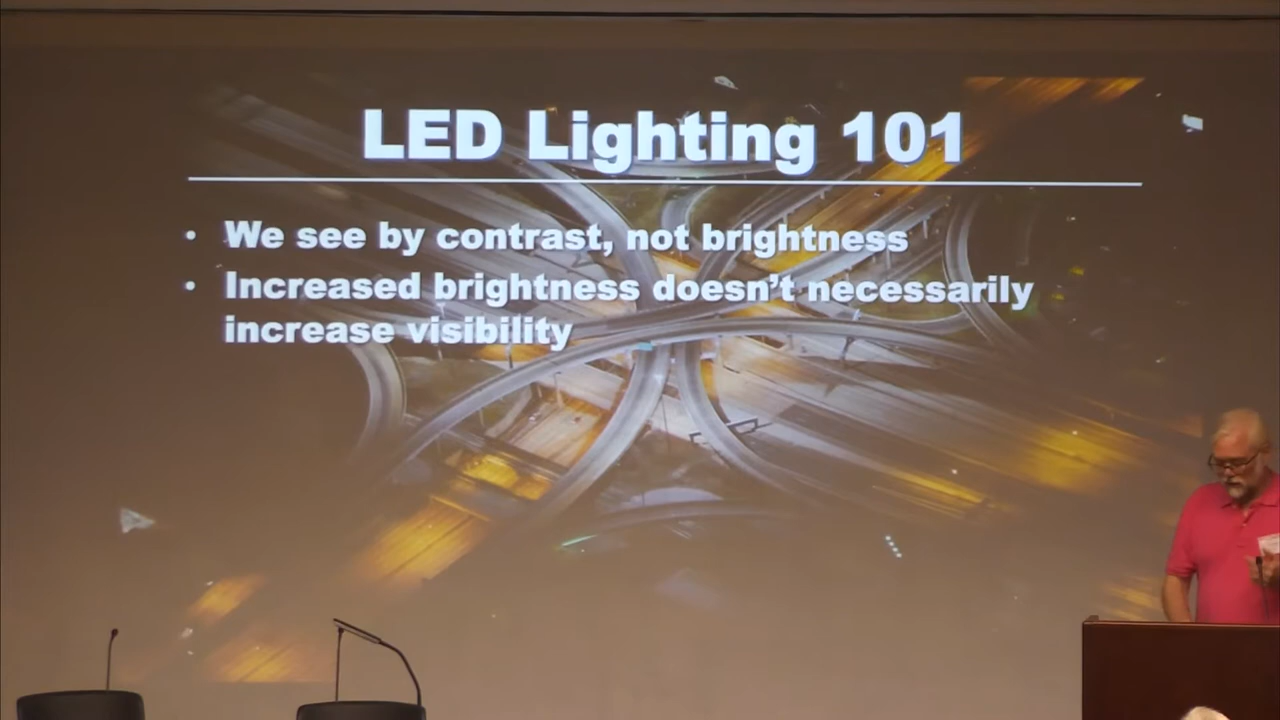 LED Lighting 101
• We see by contrast, not brightness
• Increased brightness doesn't necessarily
increase visibility